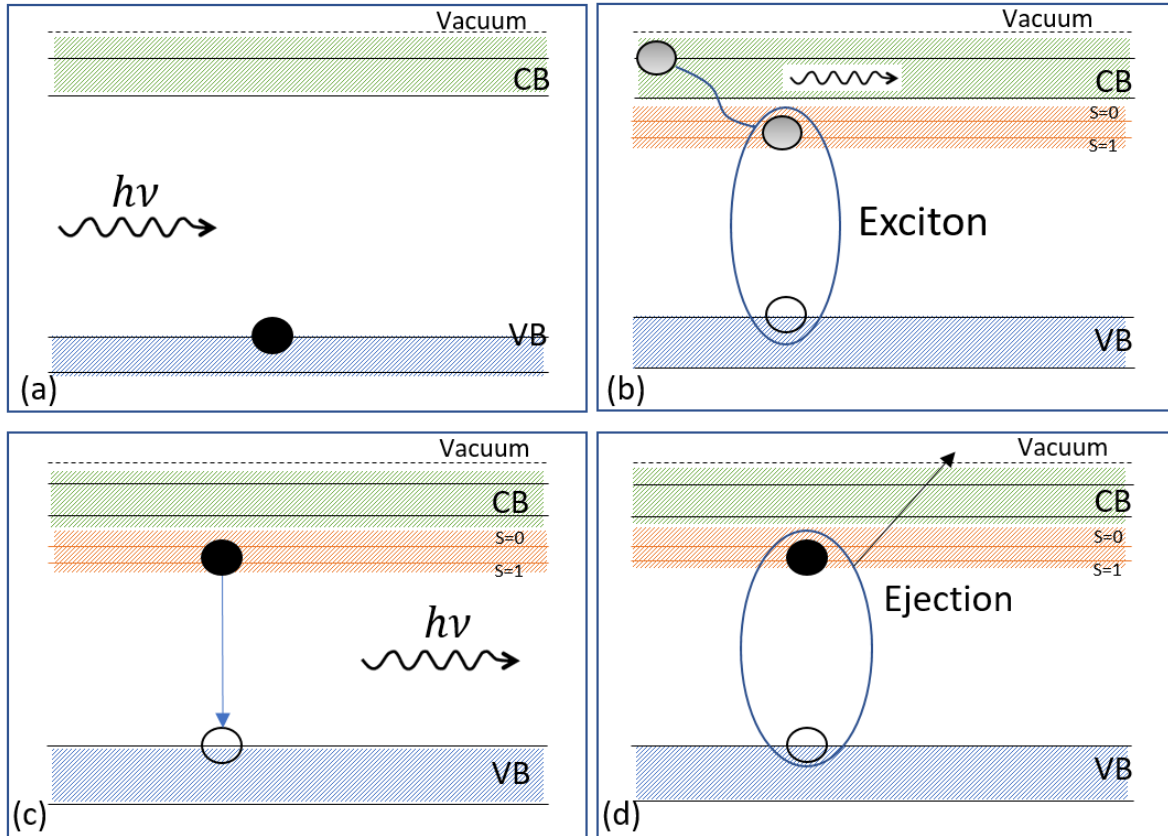 Vacuum
CB
hν
VB
(a)
Vacuum
CB
S=0
S=1
Exciton
VB
(b)
Vacuum
CB
S=0
S=1
hν
VB
(c)
Vacuum
CB
S=0
S=1
Ejection
VB
(d)